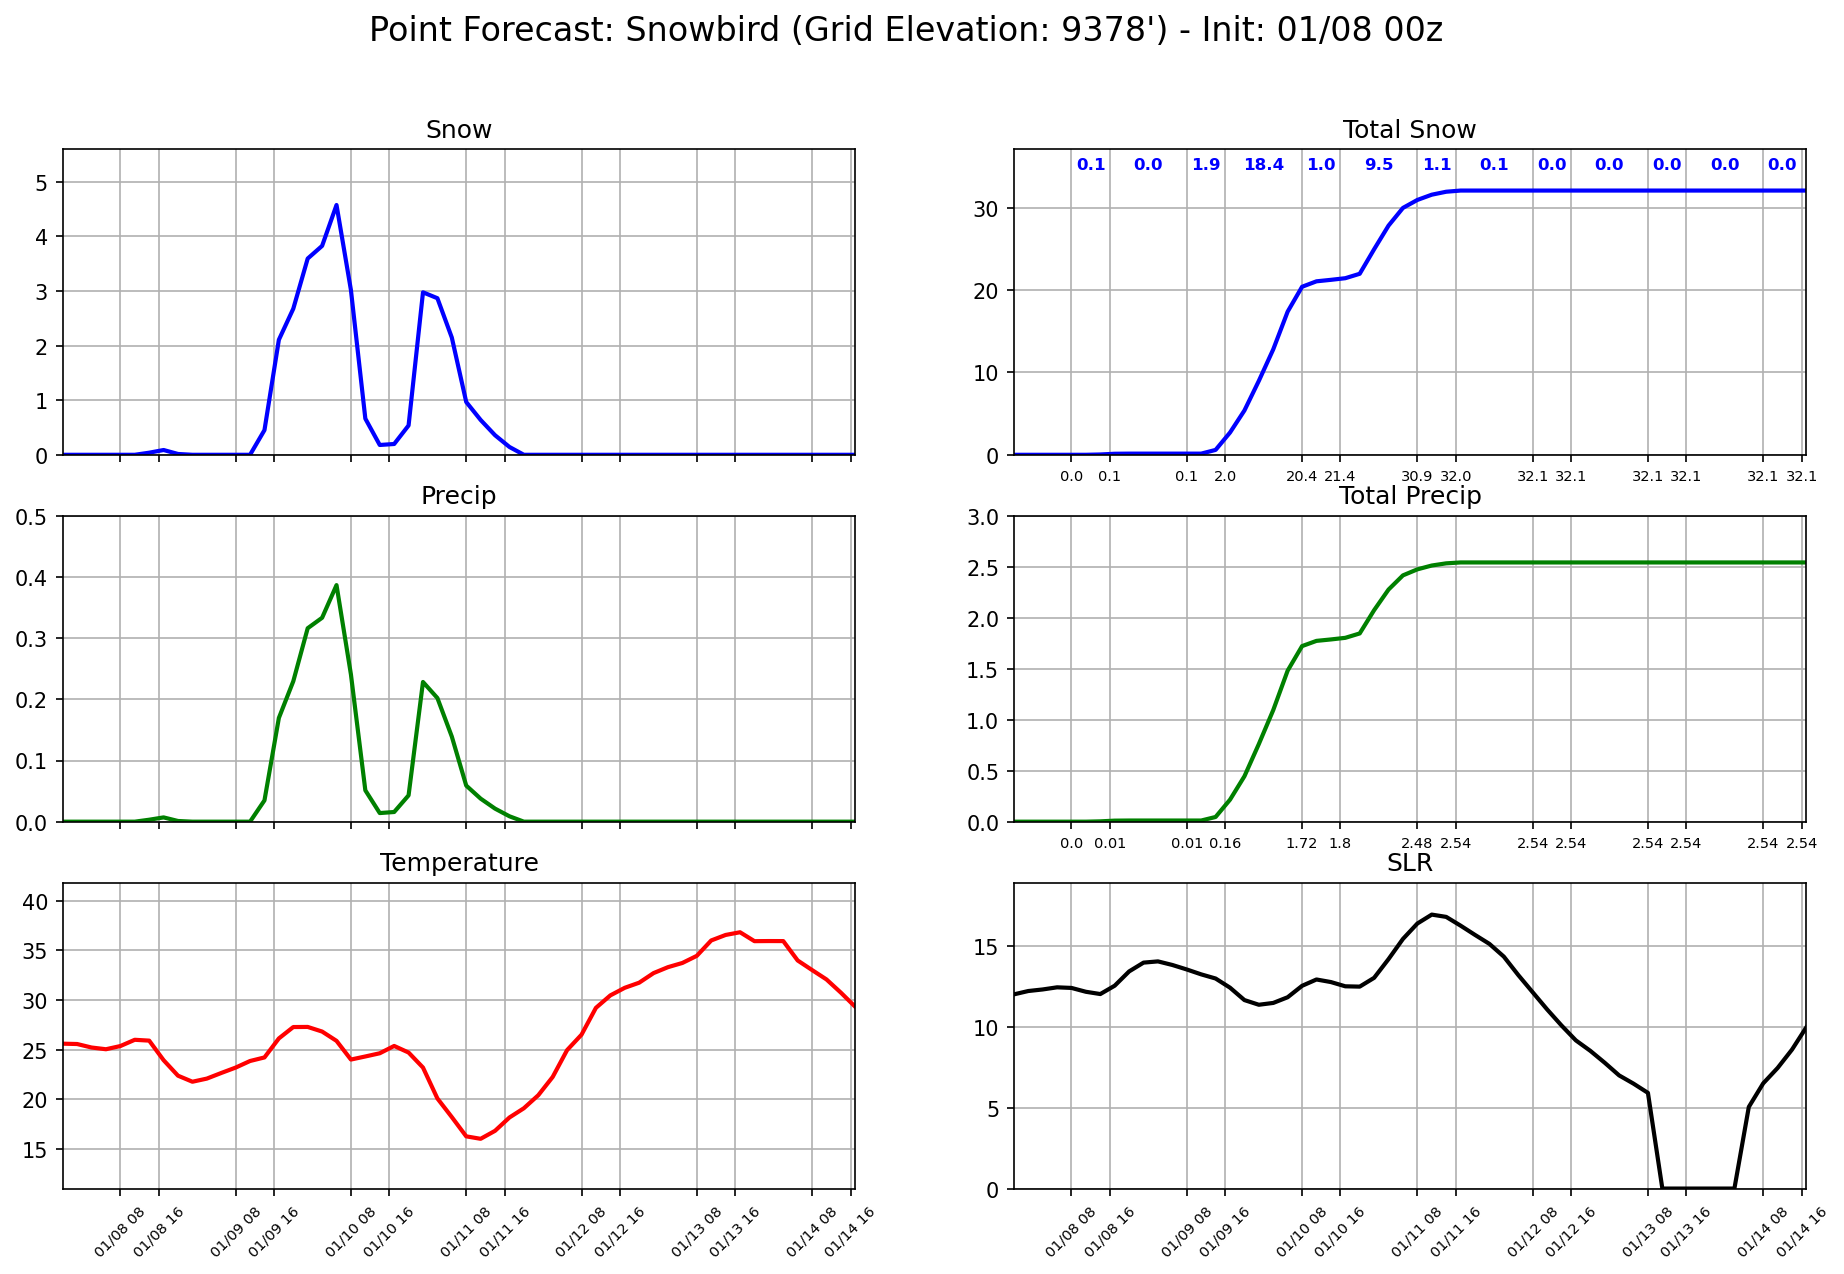 Point Forecast: Snowbird (Grid Elevation: 9378') - Init: 01/08 00z
Snow
5
4
3
2
1
0
Total Snow
0.1 0.0 1.9 18.4 1.0 9.5 1.1 0.1 0.0 0.0 0.0 0.0 0.0
30
20
10
0
0.0 0.1 0.1 2.0 20.4 21.4 30.9 32.0 32.1 32.1 32.1 32.1 32.1 32.1
Precip
0.5
0.4
0.3
0.2
0.1
0.0
Total Precip
3.0
2.5
2.0
1.5
1.0
0.5
0.0
0.0 0.01 0.01 0.16 1.72 1.8 2.48 2.54 2.54 2.54 2.54 2.54 2.54 2.54
Temperature
40
35
30
25
20
15
01/08 08 01/08 16 01/09 08 01/09 16 01/10 08 01/10 16 01/11 08 01/11 16 01/12 08 01/12 16 01/13 08 01/13 16 01/14 08 01/14 16
SLR
15
10
5
0
01/08 08 01/08 16 01/09 08 01/09 16 01/10 08 01/10 16 01/11 08 01/11 16 01/12 08 01/12 16 01/13 08 01/13 16 01/14 08 01/14 16